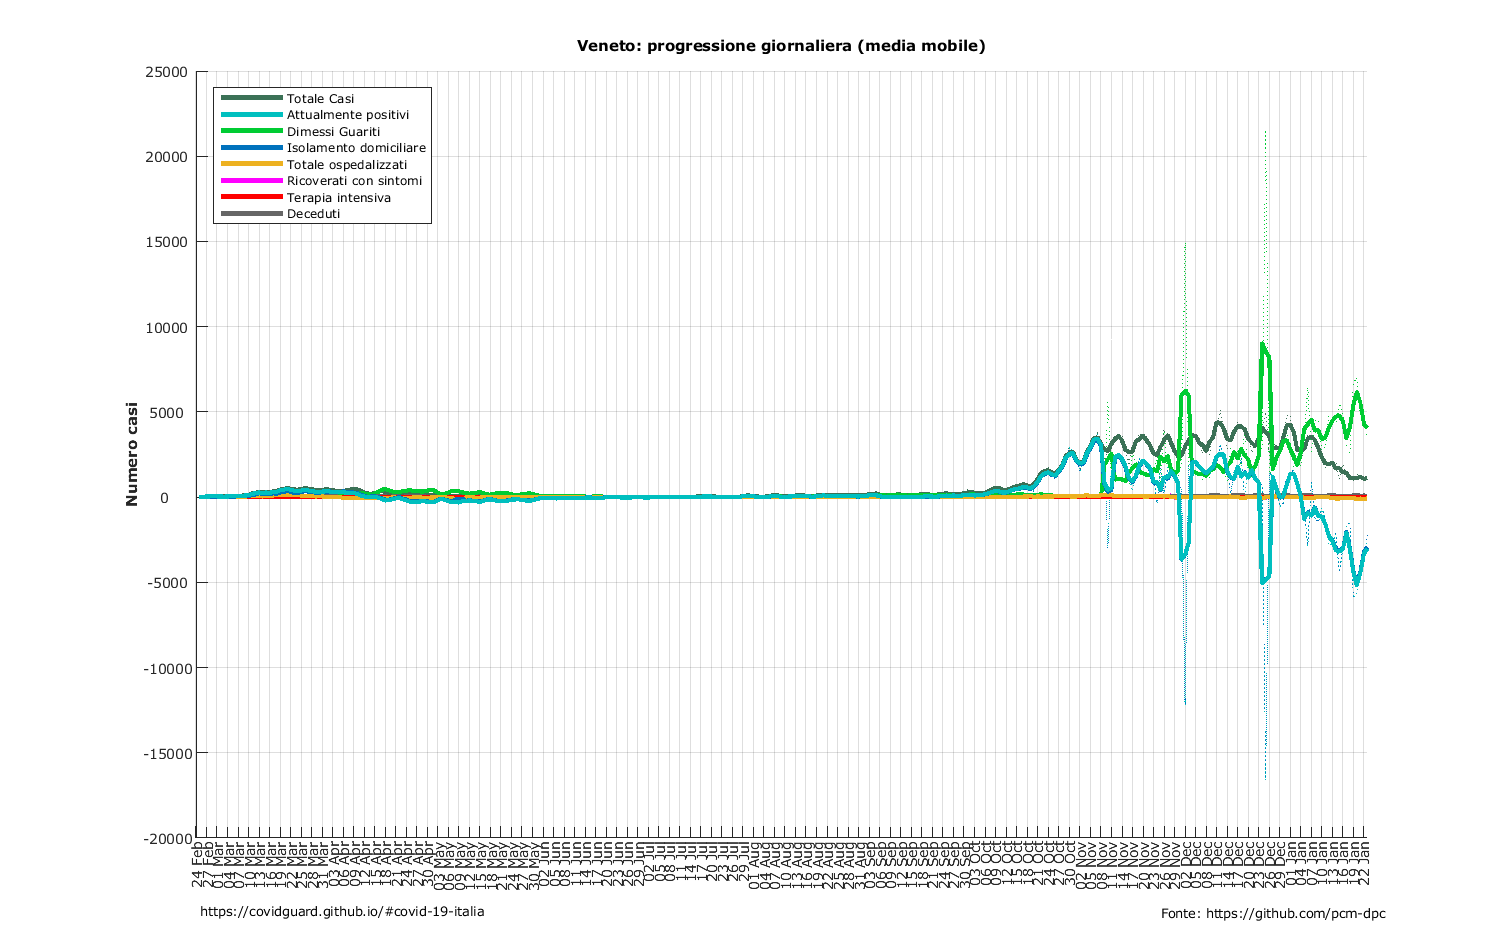 Veneto: progressione giornaliera (media mobile)
25000
20000
15000
10000
5000
0
-5000
-10000
-15000
-20000
Numero casi
Totale Casi
Attualmente positivi
Dimessi Guariti
Isolamento domiciliare
Totale ospedalizzati
Ricoverati con sintomi
Terapia intensiva
Deceduti
24 Feb
27 Feb
01 Mar
04 Mar
07 Mar
10 Mar
13 Mar
16 Mar
19 Mar
22 Mar
25 Mar
28 Mar
31 Mar
03 Apr
06 Apr
09 Apr
12 Apr
15 Apr
18 Apr
21 Apr
24 Apr
27 Apr
30 Apr
03 May
06 May
09 May
12 May
15 May
18 May
21 May
24 May
27 May
30 May
02 Jun
05 Jun
08 Jun
11 Jun
14 Jun
17 Jun
20 Jun
23 Jun
26 Jun
29 Jun
02 Jul
05 Jul
08 Jul
11 Jul
14 Jul
17 Jul
20 Jul
23 Jul
26 Jul
29 Jul
01 Aug
04 Aug
07 Aug
10 Aug
13 Aug
16 Aug
19 Aug
22 Aug
25 Aug
28 Aug
31 Aug
03 Sep
06 Sep
09 Sep
12 Sep
15 Sep
18 Sep
21 Sep
24 Sep
27 Sep
30 Sep
03 Oct
06 Oct
09 Oct
12 Oct
15 Oct
18 Oct
21 Oct
24 Oct
27 Oct
30 Oct
02 Nov
05 Nov
08 Nov
11 Nov
14 Nov
17 Nov
20 Nov
23 Nov
26 Nov
29 Nov
02 Dec
05 Dec
08 Dec
11 Dec
14 Dec
17 Dec
20 Dec
23 Dec
26 Dec
29 Dec
01 Jan
04 Jan
07 Jan
10 Jan
13 Jan
16 Jan
19 Jan
22 Jan
https://covidguard.github.io/#covid-19-italia
Fonte: https://github.com/pcm-dpc